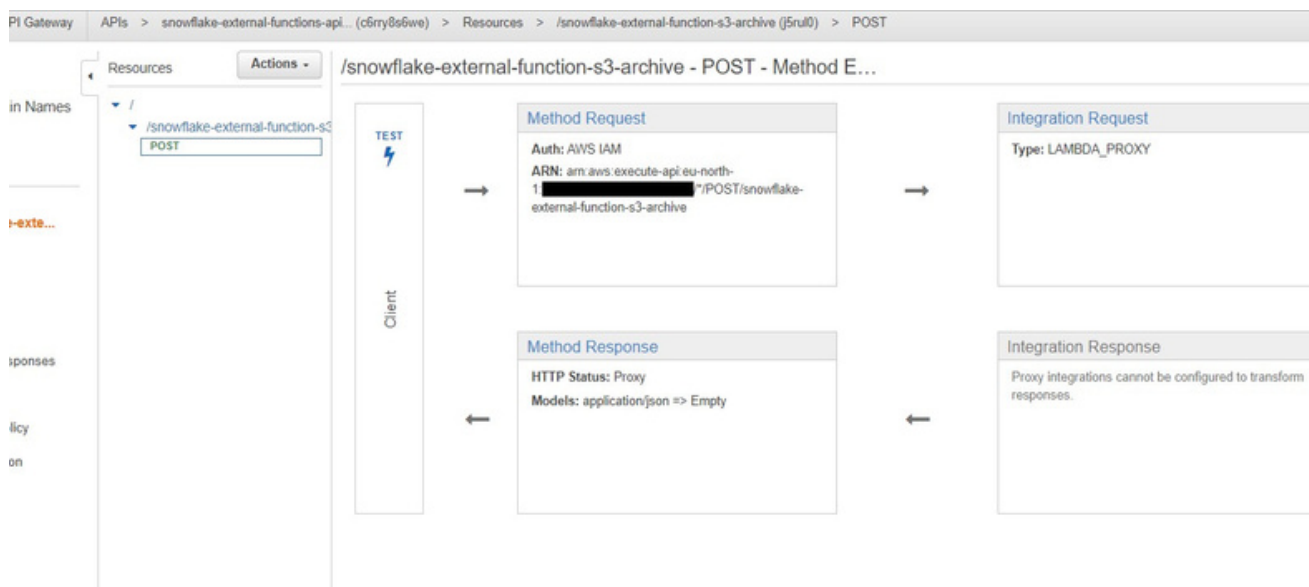 PI Gateway APIs > snowflake-external-functions-api... (c6rry8s6we) > Resources > /snowflake-external-function-s3-archive (j5rul0) > POST
Resources
Actions
/snowflake-external-function-s3-archive - POST - Method E...
in Names
/
/snowflake-external-function-s3
POST
e-exte...
sponses
licy
on
TEST
Client
Method Request
Auth: AWS IAM
ARN: arn:aws:execute-api:eu-north-
1: /*/POST/snowflake-
external-function-s3-archive
Integration Request
Type: LAMBDA_PROXY
Method Response
HTTP Status: Proxy
Models: application/json => Empty
Integration Response
Proxy integrations cannot be configured to transform
responses.